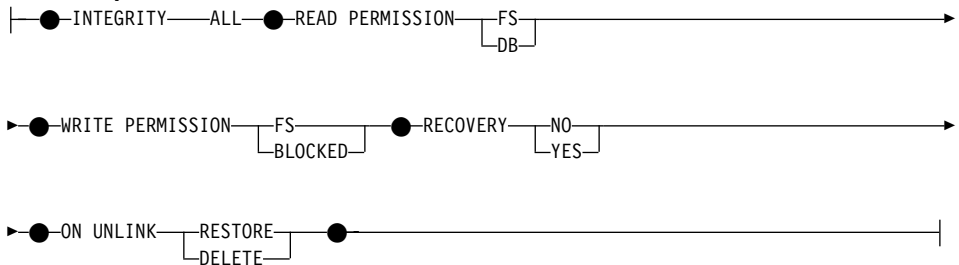 INTEGRITY ALL READ PERMISSION FS
DB
WRITE PERMISSION FS RECOVERY NO
BLOCKED YES
ON UNLINK RESTORE
DELETE